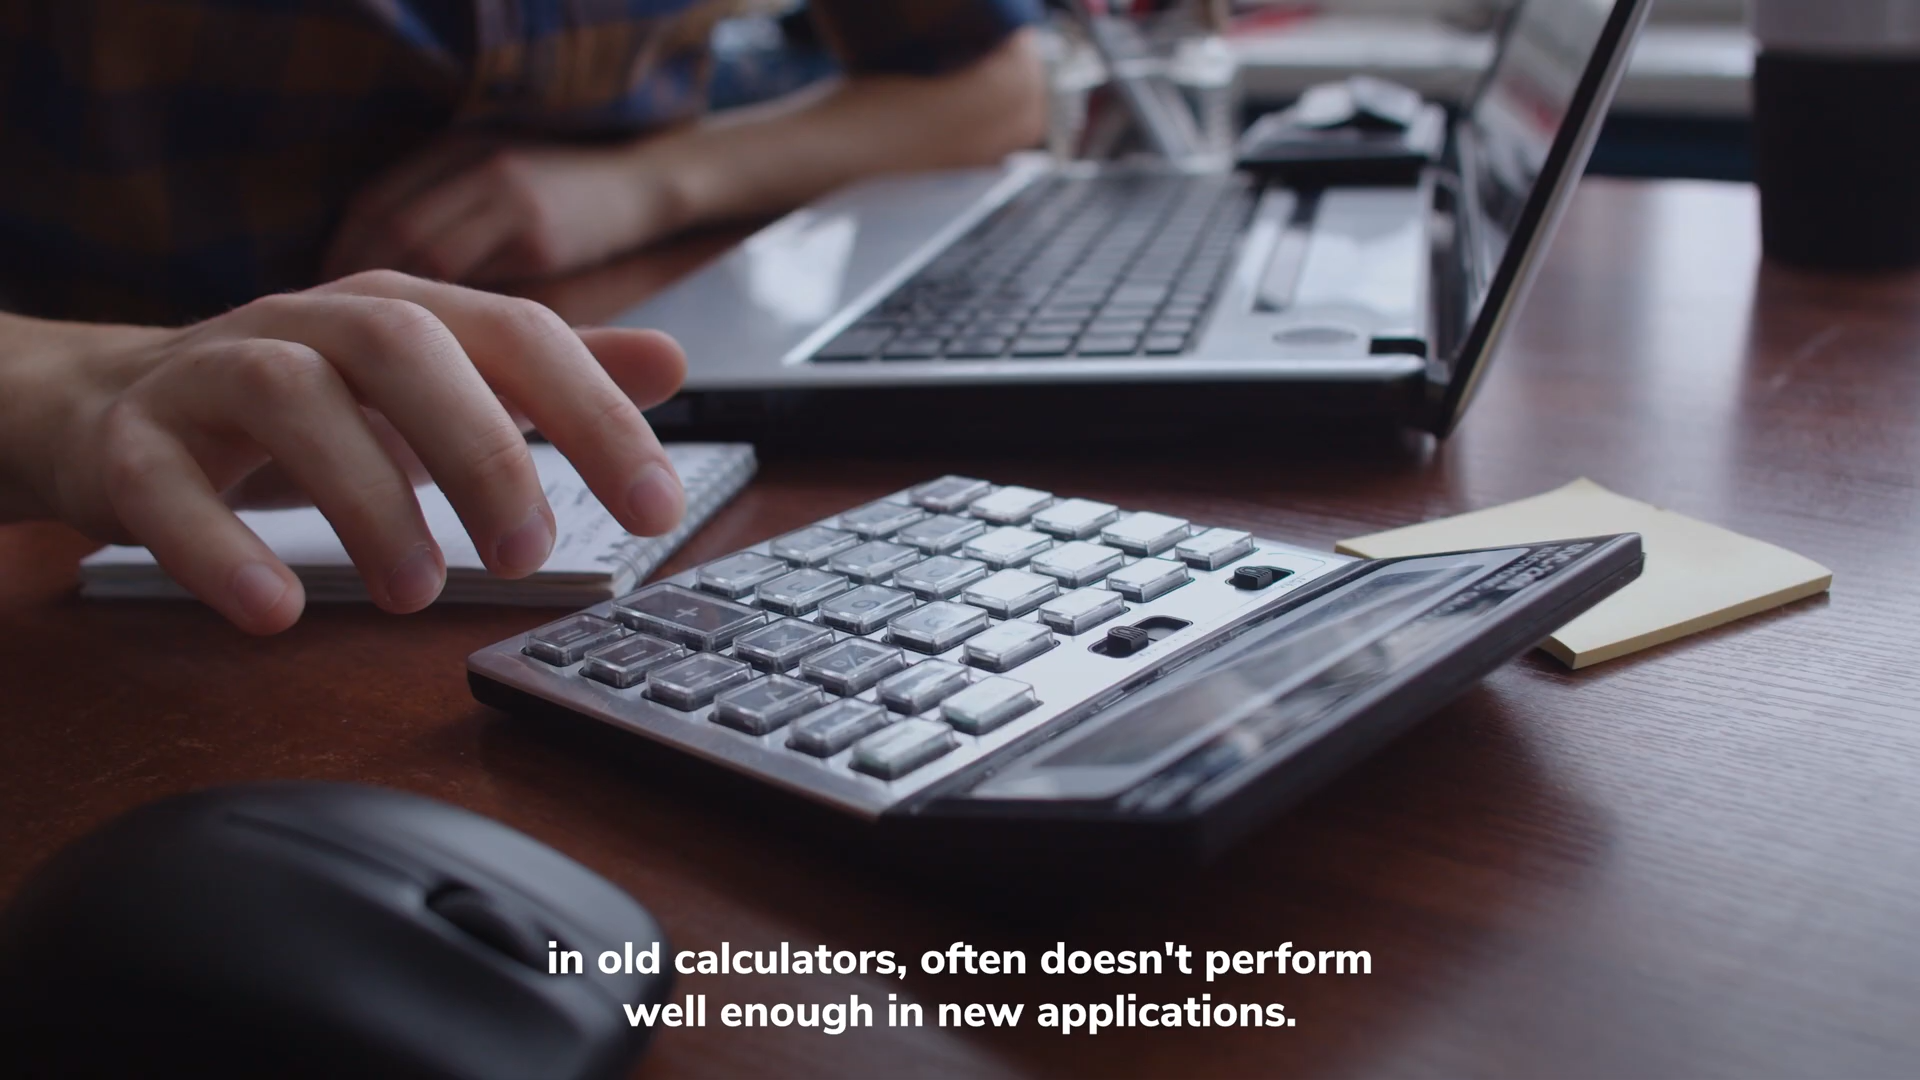 +
%
in old calculators, often doesn't perform
well enough in new applications.